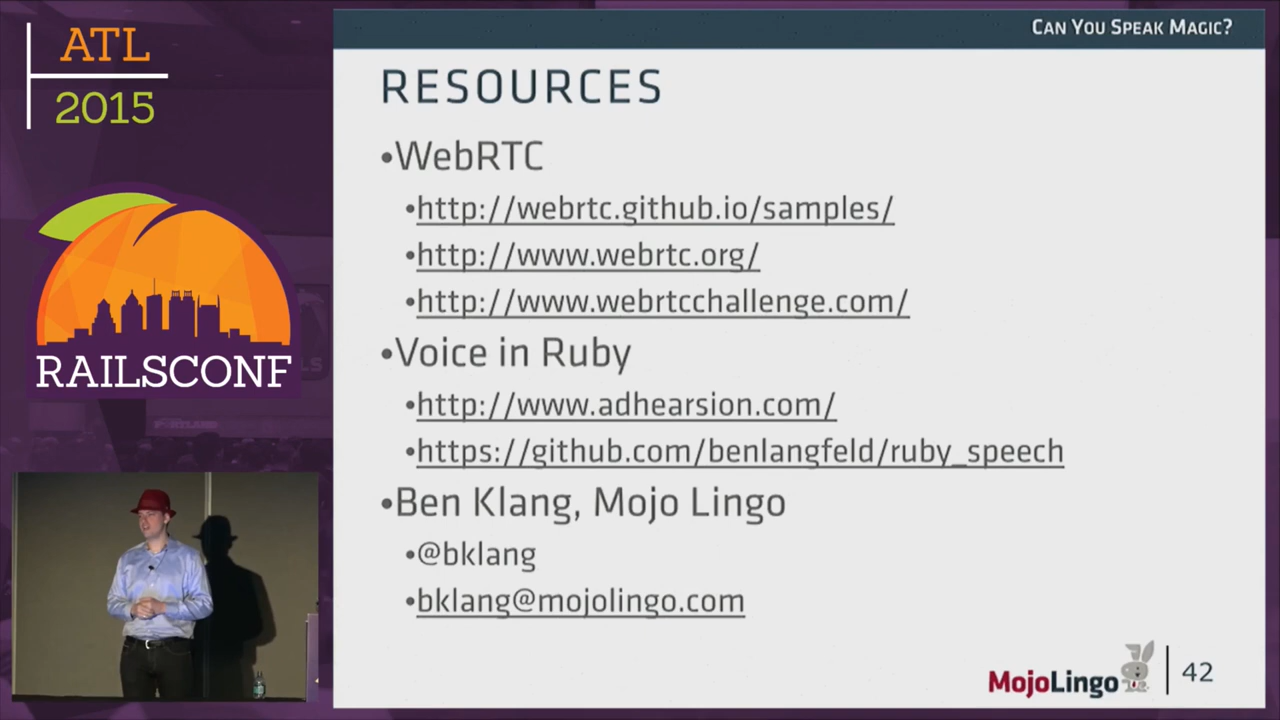 ATL
2015
RAILSCONF
CAN YOU SPEAK MAGIC?
RESOURCES
•WebRTC
•http://webrtc.github.io/samples/
•http://www.webrtc.org/
•http://www.webrtcchallenge.com/
•Voice in Ruby
•http://www.adhearsion.com/
•https://github.com/benlangfeld/ruby_speech
•Ben Klang, Mojo Lingo
•@bklang
•bklang@mojolingo.com
MojoLingo
42